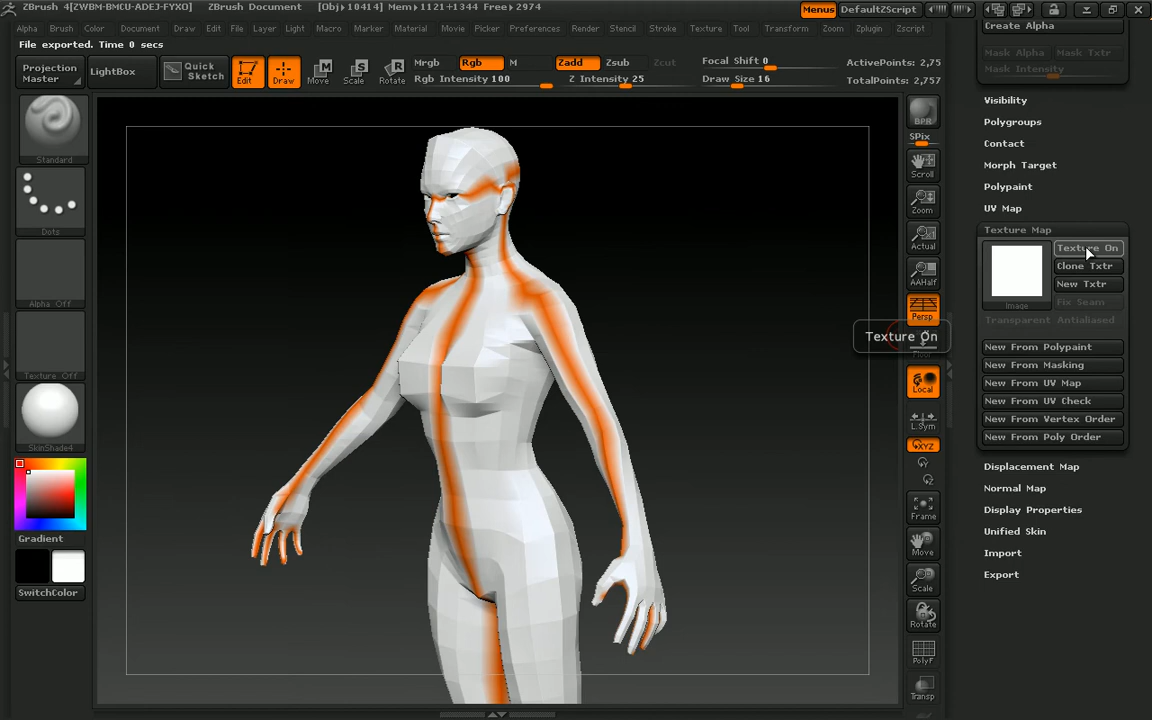 ZBrush 4[ZWBM-BMCU-ADEJ-FYXO] ZBrush Document [Obj▸10414] Mem▸1121+1344 Free▸2974 Menus DefaultZScript
Alpha Brush Color Document Draw Edit File Layer Light Macro Marker Material Movie Picker Preferences Render Stencil Stroke Texture Tool Transform Zoom Zplugin Zscript
File exported. Time 0 secs
Projection Master
LightBox
Quick Sketch
Edit
Draw
Move
Scale
Rotate
Mrgb Rgb M
Rgb Intensity 100
Zadd Zsub Zcut
Z Intensity 25
Focal Shift 0
Draw Size 16
ActivePoints: 2,75
TotalPoints: 2,757
Standard
Dots
Alpha Off
Texture Off
SkinShade4
Gradient
SwitchColor
BPR
SPix
Scroll
Zoom
Actual
AAHalf
Persp
Floor
Local
L.Sym
XYZ
Y
Z
Frame
Move
Scale
Rotate
PolyF
Transp
Texture On
Create Alpha
Mask Alpha Mask Txtr
Mask Intensity
Visibility
Polygroups
Contact
Morph Target
Polypaint
UV Map
Texture Map
Image
Texture On
Clone Txtr
New Txtr
Fix Seam
Transparent Antialiased
New From Polypaint
New From Masking
New From UV Map
New From UV Check
New From Vertex Order
New From Poly Order
Displacement Map
Normal Map
Display Properties
Unified Skin
Import
Export